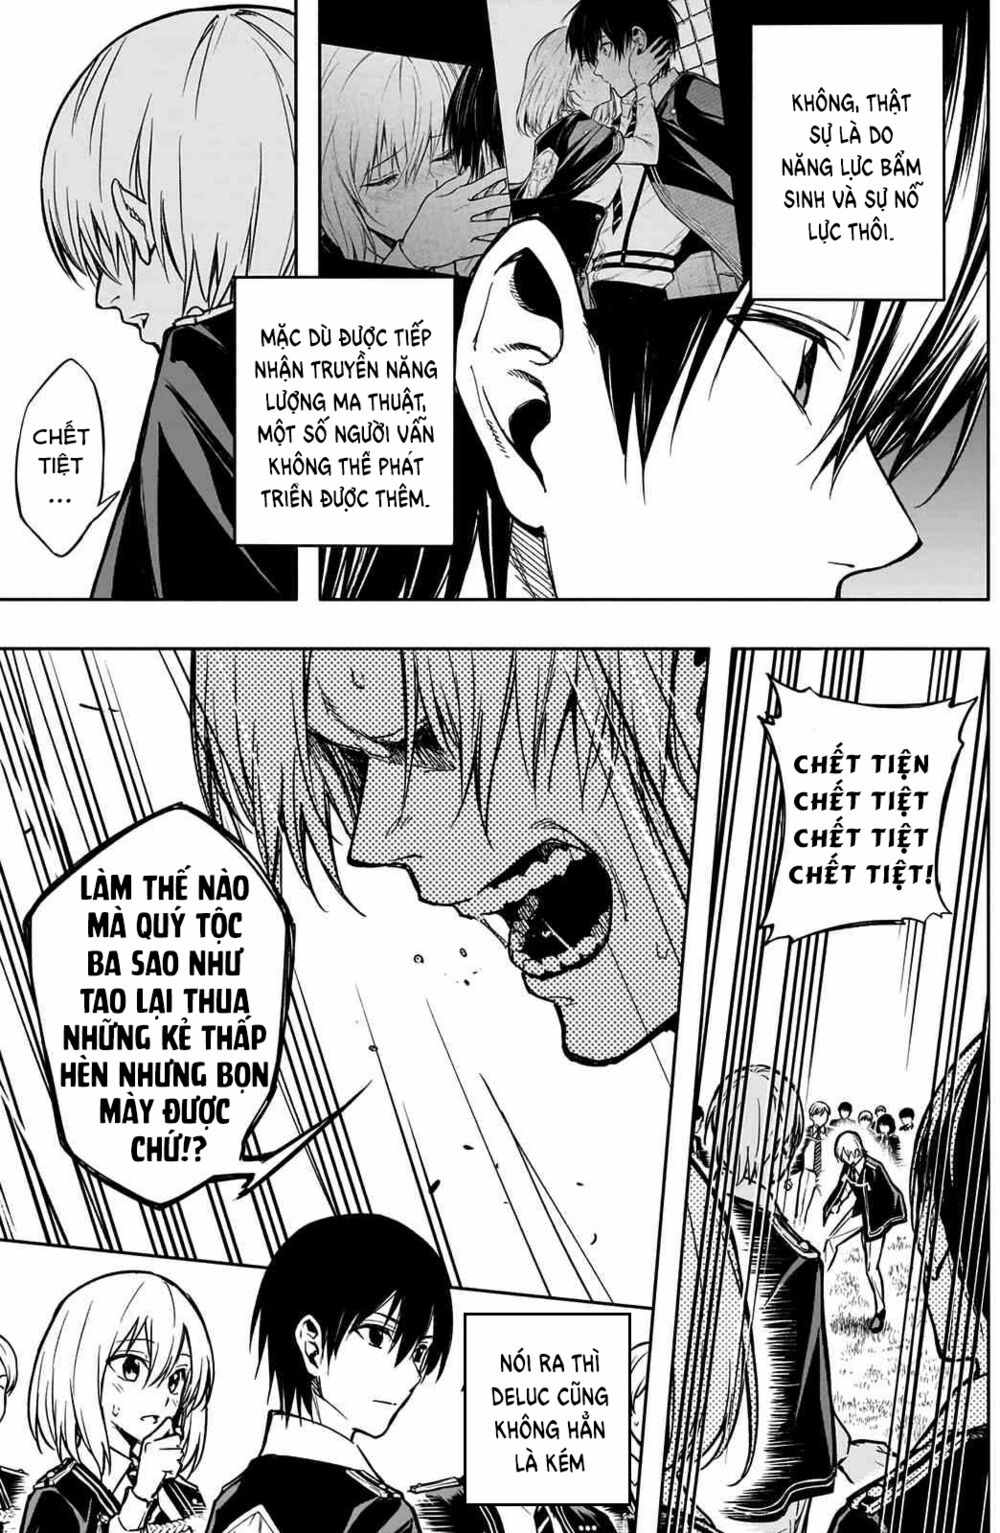 KHÔNG, THẬT
SỰ LÀ DO
NĂNG LỰC BẨM
SINH VÀ SỰ NỖ
LỰC THÔI.
MẶC DÙ ĐƯỢC TIẾP
NHẬN TRUYỀN NĂNG
LƯỢNG MA THUẬT,
MỘT SỐ NGƯỜI VẪN
KHÔNG THỂ PHÁT
TRIỂN ĐƯỢC THÊM.
CHẾT
TIỆT
...
CHẾT TIỆN
CHẾT TIỆT
CHẾT TIỆT
CHẾT TIỆT!
LÀM THẾ NÀO
MÀ QUÝ TỘC
BA SAO NHƯ
TAO LẠI THUA
NHỮNG KẺ THẤP
HÈN NHƯNG BỌN
MÀY ĐƯỢC
CHỨ!?
NÓI RA THÌ
DELUC CŨNG
KHÔNG HẲN
LÀ KÉM